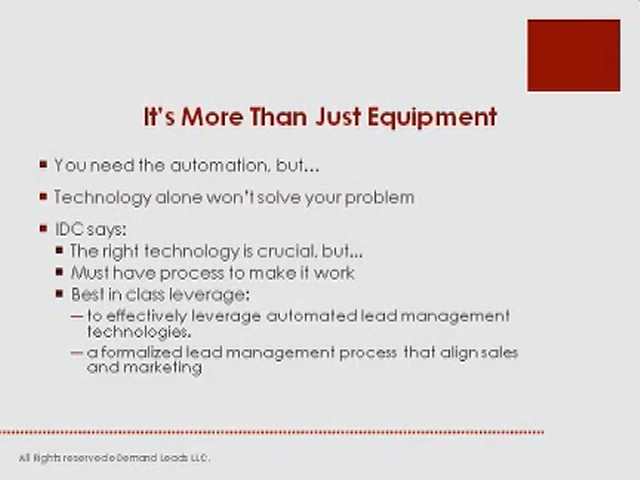 It's More Than Just Equipment
You need the automation, but...
Technology alone won't solve your problem
IDC says:
The right technology is crucial, but...
Must have process to make it work
Best in class leverage:
— to effectively leverage automated lead management
technologies.
— a formalized lead management process that align sales
and marketing
All Rights reserved eDemand Leads LLC.